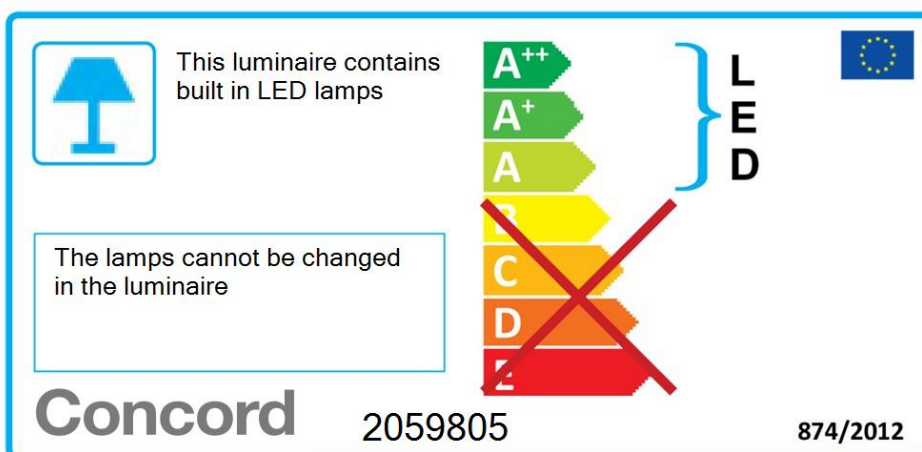 This luminaire contains
built in LED lamps
A++
A+
A
B
C
D
E
L
E
D
The lamps cannot be changed
in the luminaire
Concord
2059805
874/2012